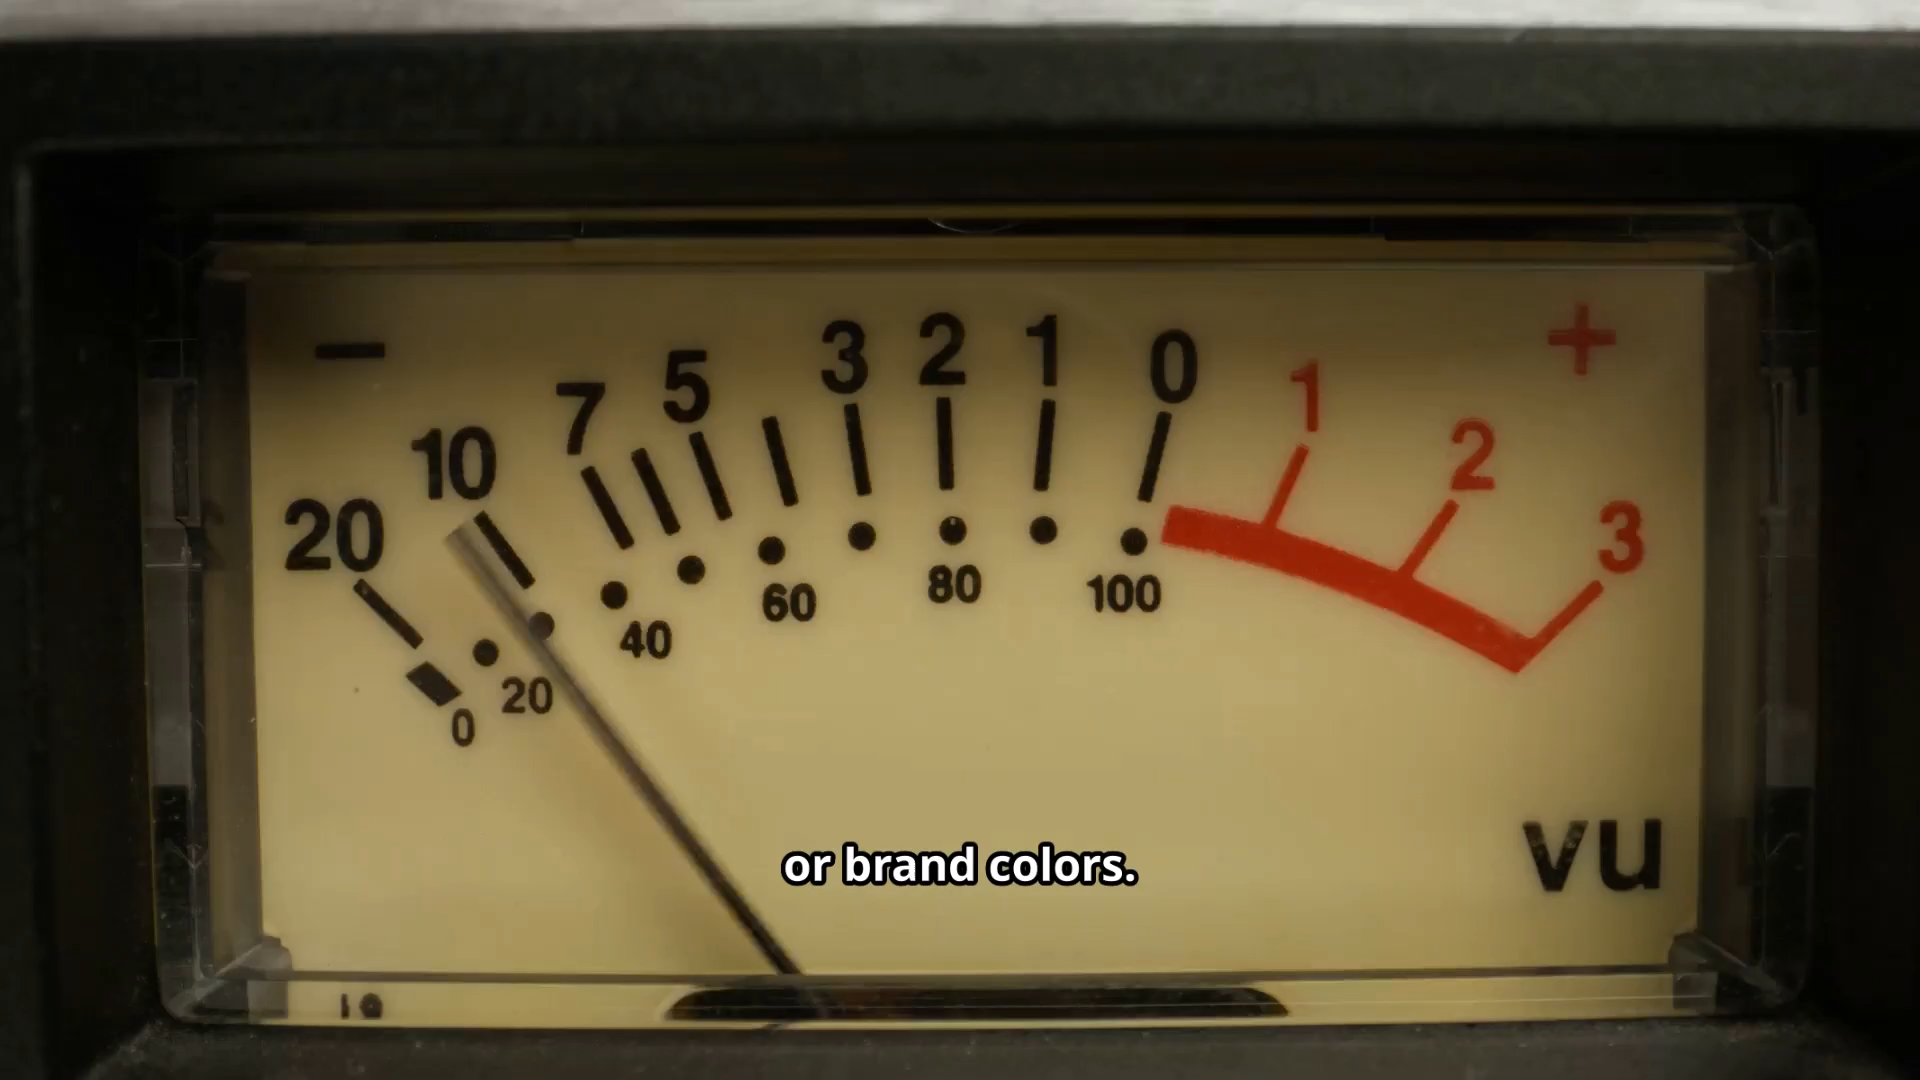 - +
20 10 7 5 3 2 1 0 1 2 3
0 20 40 60 80 100
or brand colors.
VU